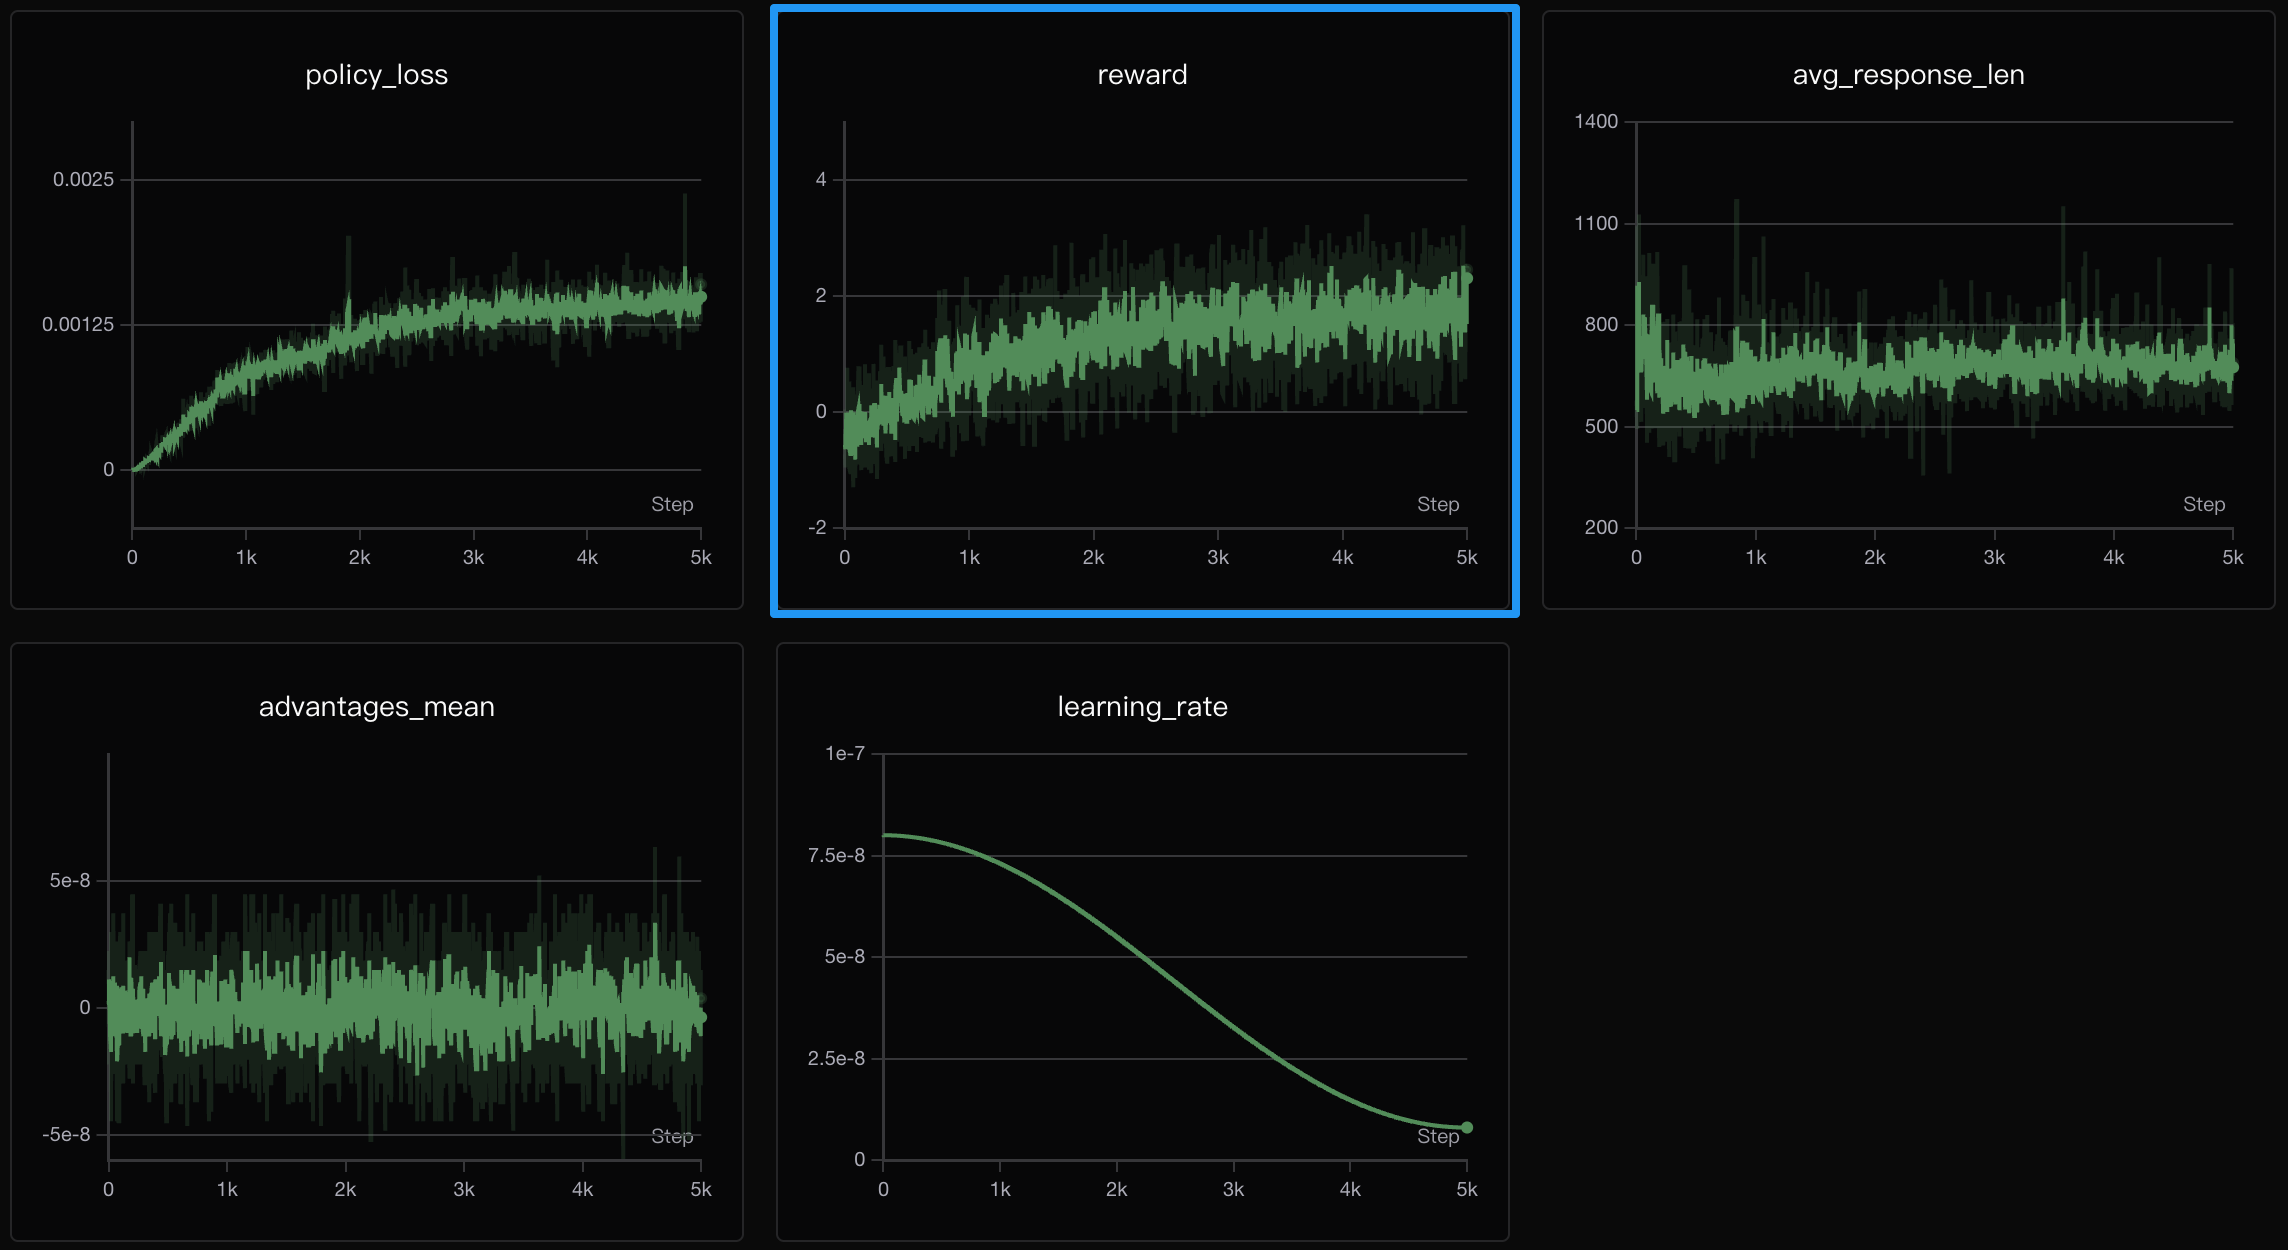 policy_loss
0.0025
0.00125
0
Step
0 1k 2k 3k 4k 5k
reward
4
2
0
-2
Step
0 1k 2k 3k 4k 5k
avg_response_len
1400
1100
800
500
200
Step
0 1k 2k 3k 4k 5k
advantages_mean
5e-8
0
-5e-8
Step
0 1k 2k 3k 4k 5k
learning_rate
1e-7
7.5e-8
5e-8
2.5e-8
0
Step
0 1k 2k 3k 4k 5k